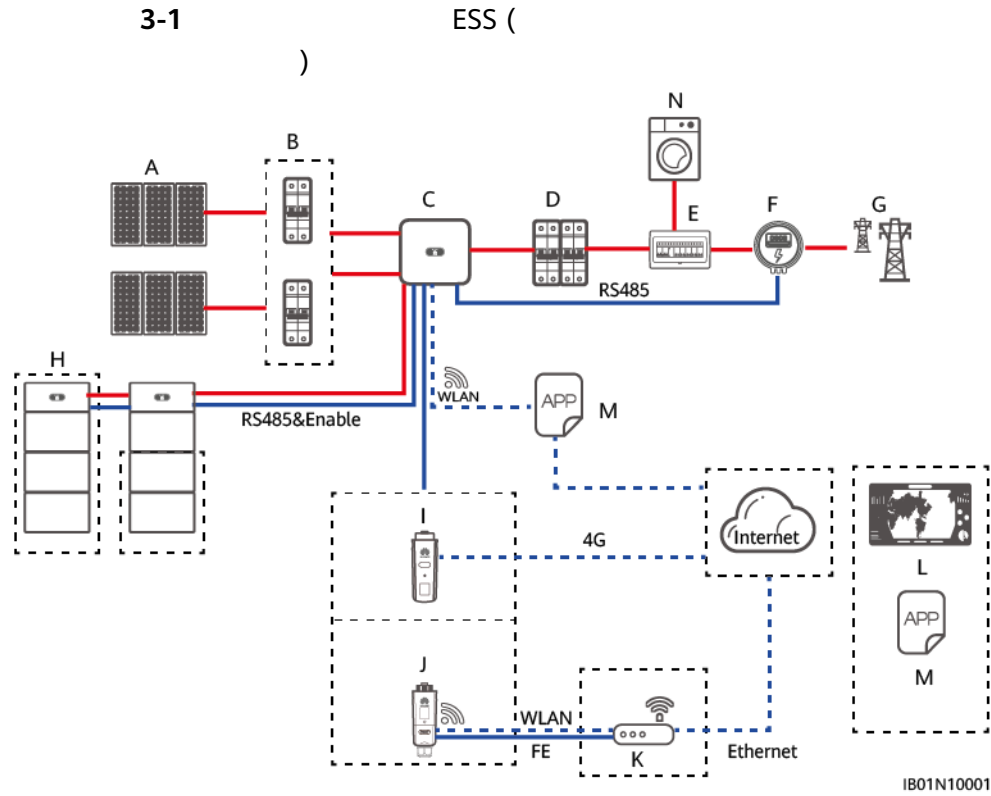 3-1 ESS (
)
N
B
A
C
D
E
F
G
RS485
H
WLAN
APP
M
RS485&Enable
I
4G
Internet
L
APP
M
J
WLAN
FE
K
Ethernet
IB01N10001